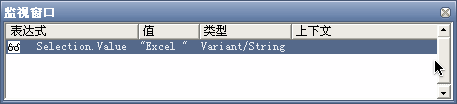 监视窗口
表达式 值 类型 上下文
Selection.Value "Excel " Variant/String